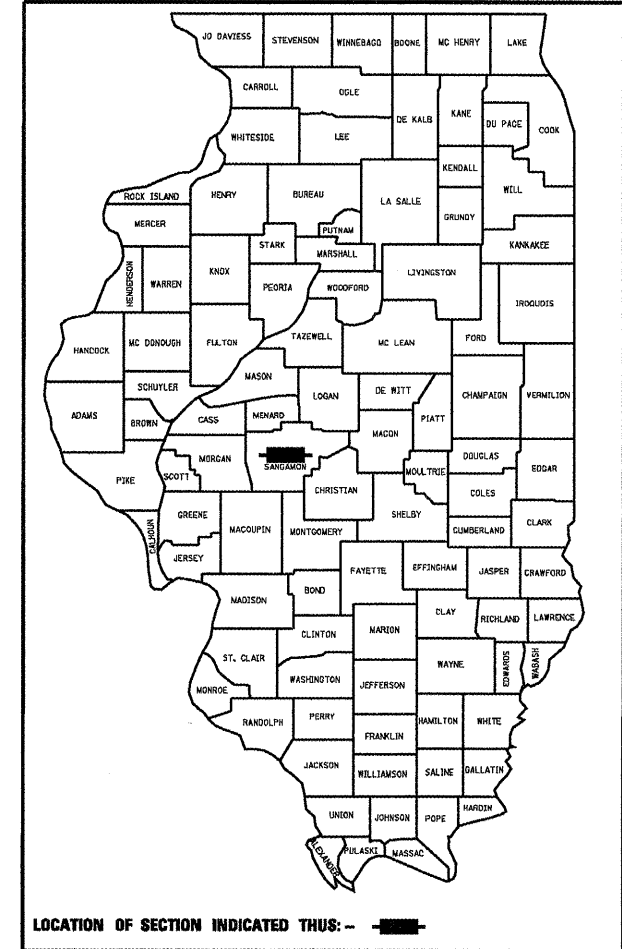 JO DAVIESS STEPHENSON WINNEBAGO BOONE MC HENRY LAKE
CARROLL OGLE DE KALB KANE DU PAGE COOK
WHITESIDE LEE
KENDALL WILL
ROCK ISLAND HENRY BUREAU LA SALLE GRUNDY
MERCER PUTNAM
STARK MARSHALL KANKAKEE
HENDERSON WARREN KNOX PEORIA WOODFORD LIVINGSTON IROQUOIS
HANCOCK MC DONOUGH FULTON TAZEWELL MC LEAN FORD
MASON
SCHUYLER LOGAN DE WITT CHAMPAIGN VERMILION
ADAMS BROWN CASS MENARD MACON PIATT
SANGAMON
PIKE SCOTT MORGAN CHRISTIAN MOULTRIE DOUGLAS EDGAR
COLES
CALHOUN GREENE MACOUPIN MONTGOMERY SHELBY CUMBERLAND CLARK
JERSEY
FAYETTE EFFINGHAM JASPER CRAWFORD
MADISON BOND
CLAY RICHLAND LAWRENCE
CLINTON MARION
ST. CLAIR WAYNE EDWARDS WABASH
WASHINGTON JEFFERSON
MONROE
RANDOLPH PERRY HAMILTON WHITE
FRANKLIN
JACKSON WILLIAMSON SALINE GALLATIN
UNION JOHNSON POPE HARDIN
ALEXANDER PULASKI MASSAC
LOCATION OF SECTION INDICATED THUS: -